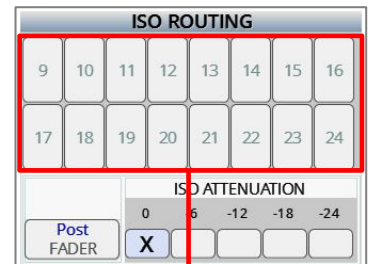 ISO ROUTING
9 10 11 12 13 14 15 16
17 18 19 20 21 22 23 24
ISO ATTENUATION
0 -6 -12 -18 -24
Post
FADER
X